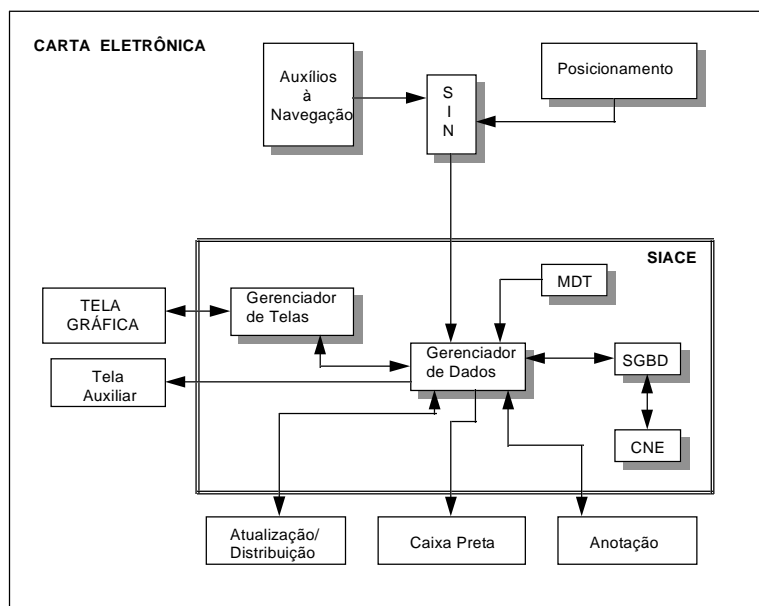 CARTA ELETRÔNICA
Auxílios
à
Navegação
S
I
N
Posicionamento
SIACE
MDT
TELA
GRÁFICA
Gerenciador
de Telas
Gerenciador
de Dados
SGBD
Tela
Auxiliar
CNE
Atualização/
Distribuição
Caixa Preta
Anotação